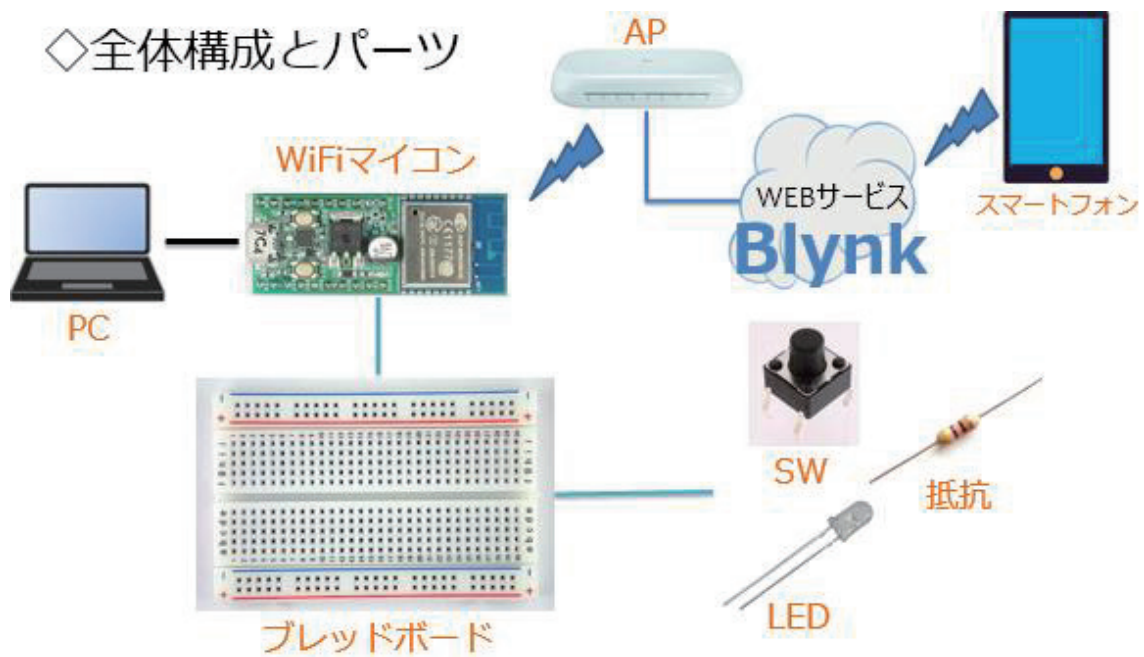 ◇全体構成とパーツ
AP
WiFiマイコン
WEBサービス
Blynk
スマートフォン
PC
SW
抵抗
LED
ブレッドボード